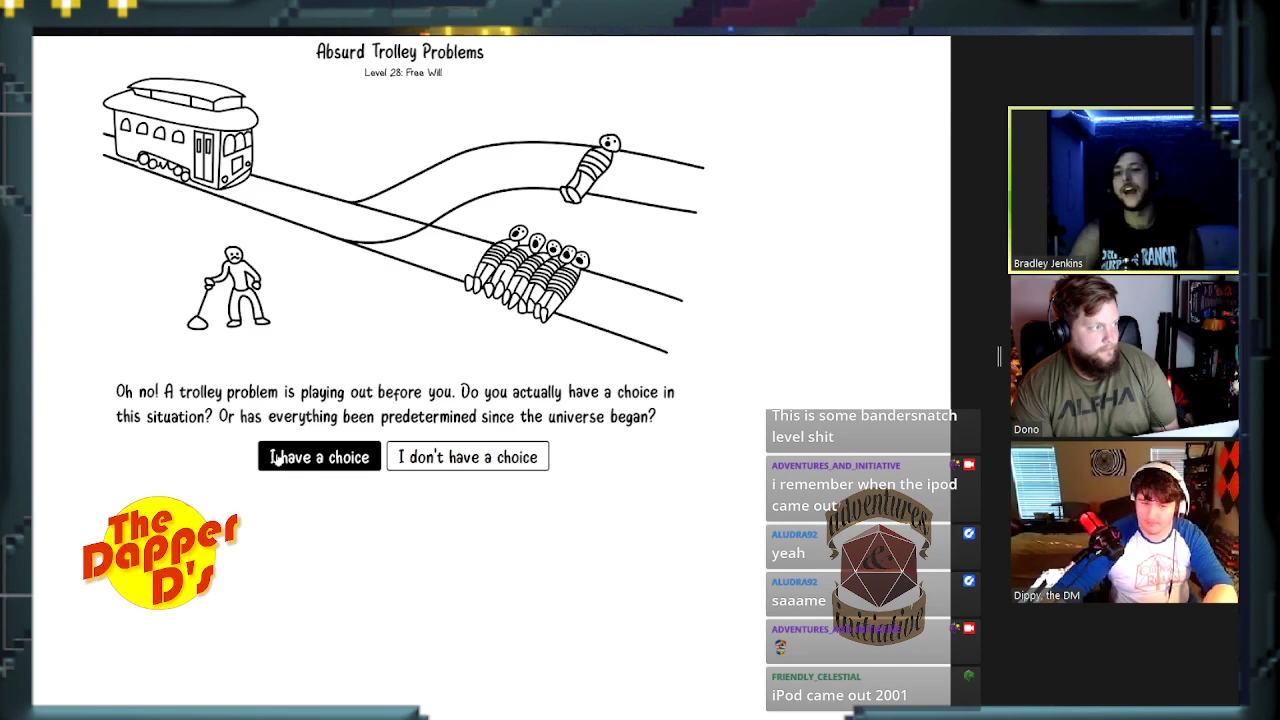 Absurd Trolley Problems
Level 28: Free Will
Oh no! A trolley problem is playing out before you. Do you actually have a choice in
this situation? Or has everything been predetermined since the universe began?
I have a choice
I don't have a choice
The
Dapper
D's
This is some bandersnatch
level shit
ADVENTURES_AND_INITIATIVE
i remember when the ipod
came out
ALUDRA92
yeah
ALUDRA92
saaame
ADVENTURES_AND_INITIATIVE
FRIENDLY_CELESTIAL
iPod came out 2001
adventures
&
initiative
RANCID
Bradley Jenkins
ALPHA
Dono
Dippy, the DM